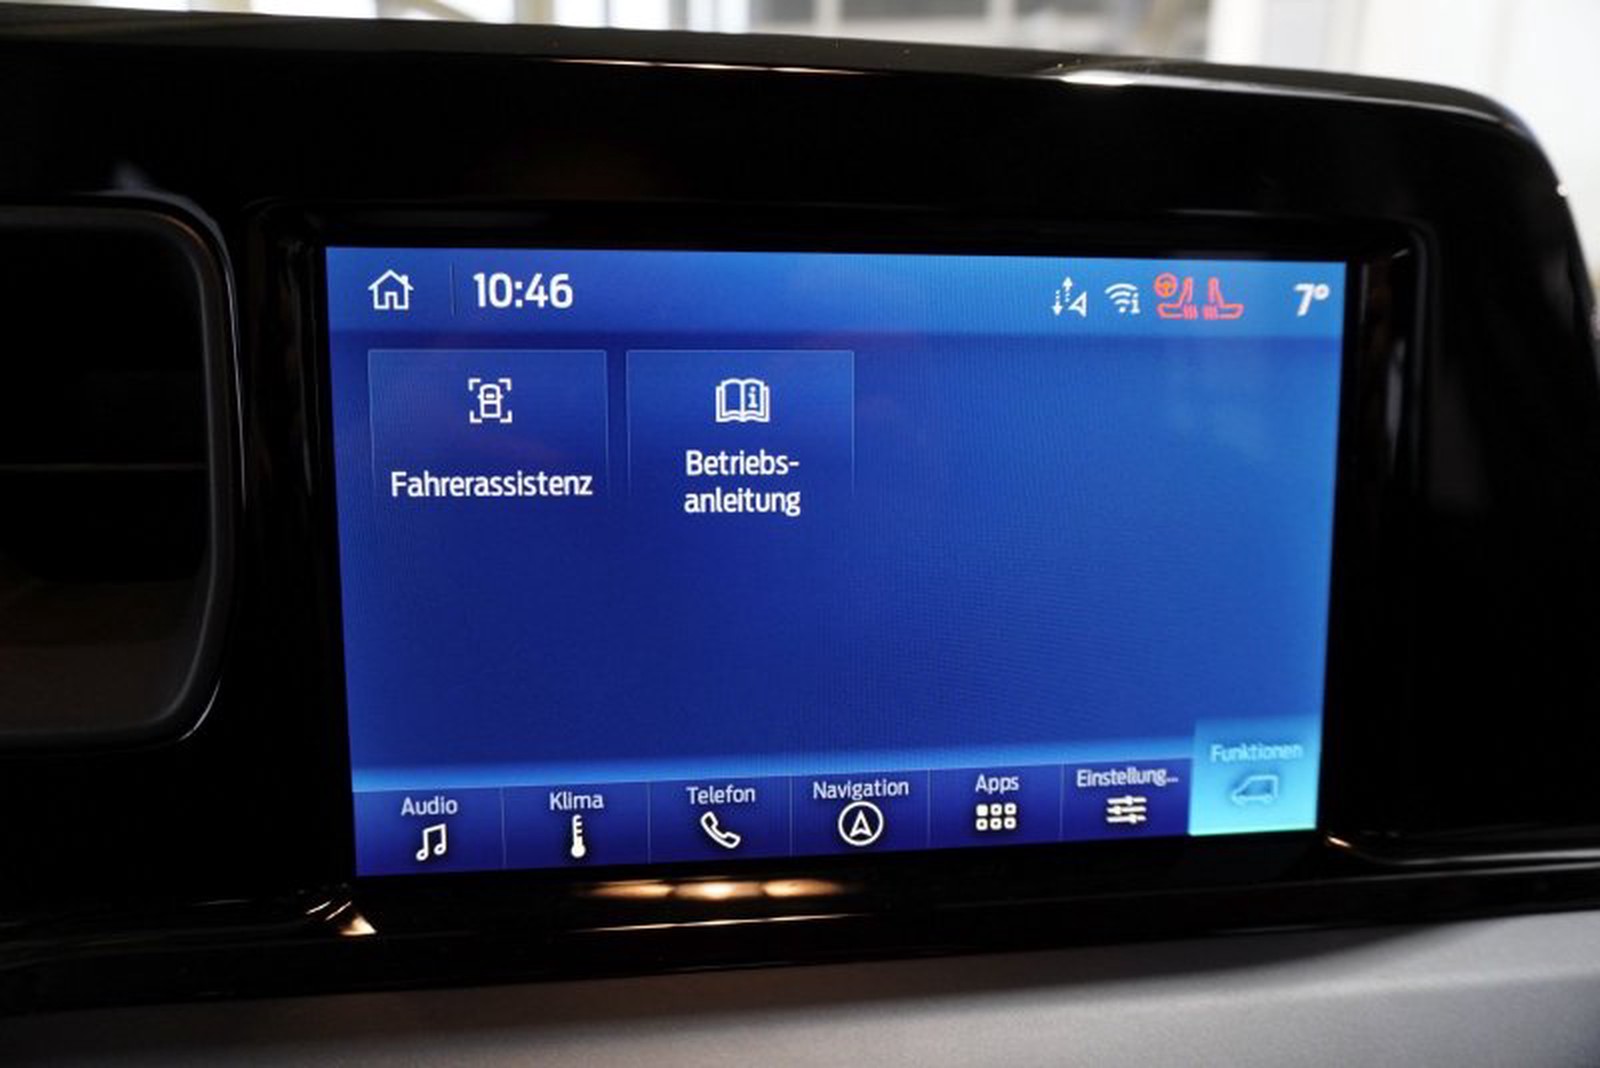 10:46
7°
Fahrerassistenz
Betriebs-
anleitung
Audio
Klima
Telefon
Navigation
Apps
Einstellung...
Funktionen